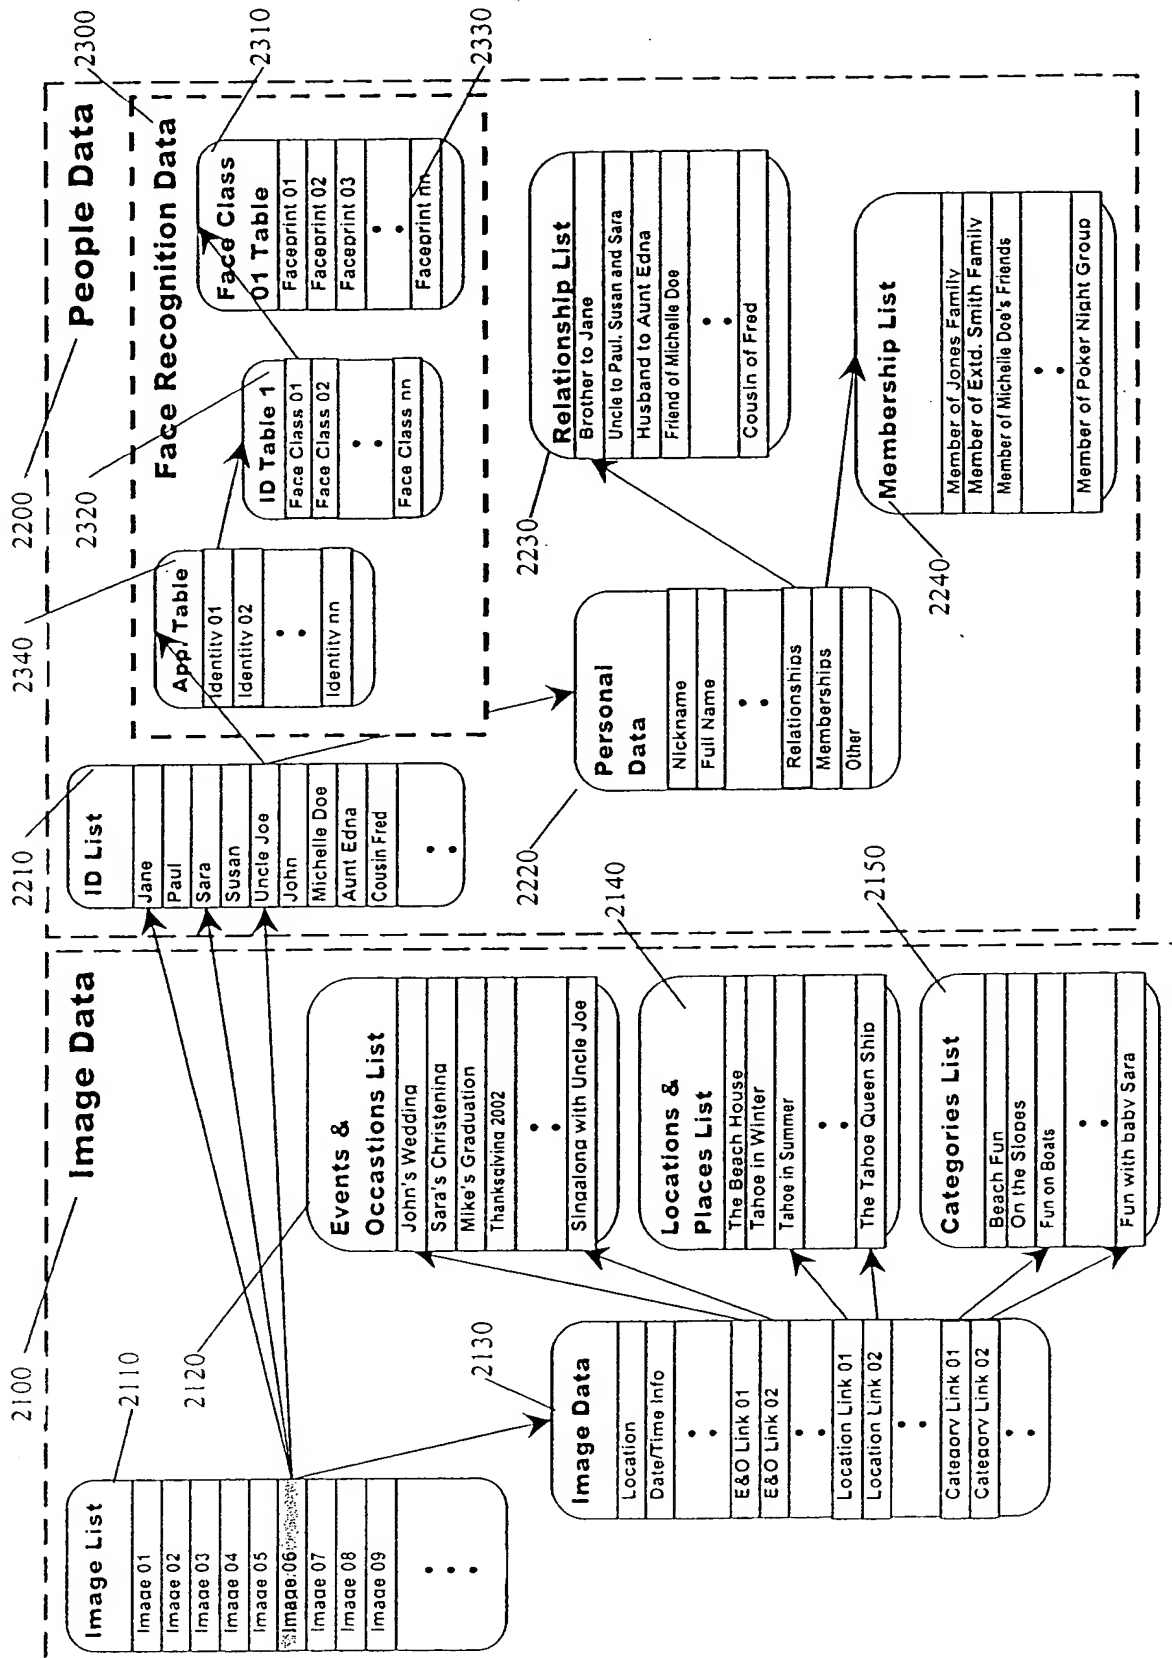 2100
Image Data
2110
Image List
Image 01
Image 02
Image 03
Image 04
Image 05
Image 06
Image 07
Image 08
Image 09
2120
Events &
Occastions List
John's Wedding
Sara's Christening
Mike's Graduation
Thanksgiving 2002
Singalong with Uncle Joe
2130
Image Data
Location
Date/Time Info
E&O Link 01
E&O Link 02
Location Link 01
Location Link 02
Category Link 01
Category Link 02
2140
Locations &
Places List
The Beach House
Tahoe in Winter
Tahoe in Summer
The Tahoe Queen Ship
2150
Categories List
Beach Fun
On the Slopes
Fun on Boats
Fun with baby Sara
2200
People Data
2210
ID List
Jane
Paul
Sara
Susan
Uncle Joe
John
Michelle Doe
Aunt Edna
Cousin Fred
2300
Face Recognition Data
2340
App. Table
Identity 01
Identity 02
Identity nn
2320
ID Table 1
Face Class 01
Face Class 02
Face Class nn
2310
Face Class
01 Table
Faceprint 01
Faceprint 02
Faceprint 03
Faceprint nn
2330
2220
Personal
Data
Nickname
Full Name
Relationships
Memberships
Other
2230
Relationship List
Brother to Jane
Uncle to Paul, Susan and Sara
Husband to Aunt Edna
Friend of Michelle Doe
Cousin of Fred
2240
Membership List
Member of Jones Family
Member of Extd. Smith Family
Member of Michelle Doe's Friends
Member of Poker Night Group